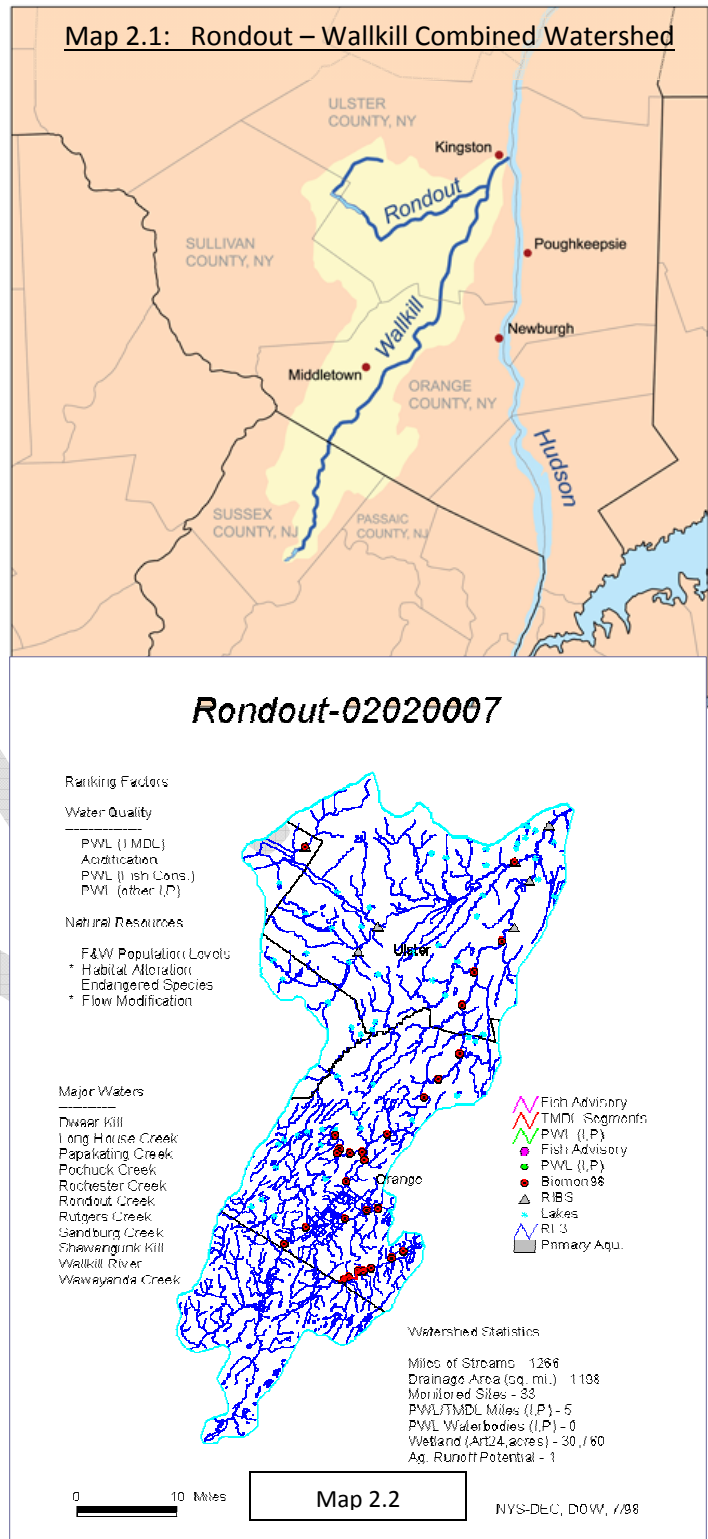 Map 2.1: Rondout – Wallkill Combined Watershed
ULSTER
COUNTY, NY
Kingston
Rondout
SULLIVAN
COUNTY, NY
Poughkeepsie
Wallkill
Newburgh
Middletown
ORANGE
COUNTY, NY
Hudson
SUSSEX
COUNTY, NJ
PASSAIC
COUNTY, NJ
Rondout-02020007
Ranking Factors
Water Quality
PWL (TMDL)
Acidification
PWL (Fish Cons.)
PWL (other I,P)
Natural Resources
F&W Population Levels
* Habitat Alteration
Endangered Species
* Flow Modification
Ulster
Major Waters
Dwaar Kill
Long House Creek
Papakating Creek
Pochuck Creek
Rochester Creek
Rondout Creek
Rutgers Creek
Sandburg Creek
Shawangunk Kill
Wallkill River
Wawayanda Creek
Orange
Fish Advisory
TMDL Segments
PWL (I,P)
Fish Advisory
PWL (I,P)
Biomon98
RIBS
Lakes
RF3
Primary Aqu.
Watershed Statistics
Miles of Streams - 1266
Drainage Area (sq. mi.) - 1198
Monitored Sites - 33
PWL/TMDL Miles (I,P) - 5
PWL Waterbodies (I,P) - 0
Wetland (Art24,acres) -
Ag. Runoff Potential - 1
0 10 Miles
Map 2.2
NYS-DEC, DOW, 7/98